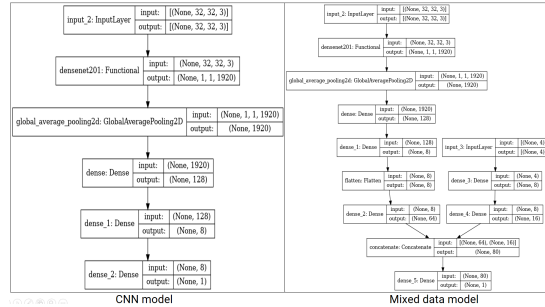 input_2: InputLayer
input: [(None, 32, 32, 3)]
output: [(None, 32, 32, 3)]
densenet201: Functional
input: (None, 32, 32, 3)
output: (None, 1, 1, 1920)
global_average_pooling2d: GlobalAveragePooling2D
input: (None, 1, 1, 1920)
output: (None, 1920)
dense: Dense
input: (None, 1920)
output: (None, 128)
dense_1: Dense
input: (None, 128)
output: (None, 8)
dense_2: Dense
input: (None, 8)
output: (None, 1)
CNN model
input_2: InputLayer
input: [(None, 32, 32, 3)]
output: [(None, 32, 32, 3)]
densenet201: Functional
input: (None, 32, 32, 3)
output: (None, 1, 1, 1920)
global_average_pooling2d: GlobalAveragePooling2D
input: (None, 1, 1, 1920)
output: (None, 1920)
dense: Dense
input: (None, 1920)
output: (None, 128)
dense_1: Dense
input: (None, 128)
output: (None, 8)
input_3: InputLayer
input: [(None, 4)
output: [(None, 4)
flatten: Flatten
input: (None, 8)
output: (None, 8)
dense_3: Dense
input: (None, 4)
output: (None, 8)
dense_2: Dense
input: (None, 8)
output: (None, 64)
dense_4: Dense
input: (None, 8)
output: (None, 16)
concatenate: Concatenate
input: [(None, 64), (None, 16)]
output: (None, 80)
dense_5: Dense
input: (None, 80)
output: (None, 1)
Mixed data model